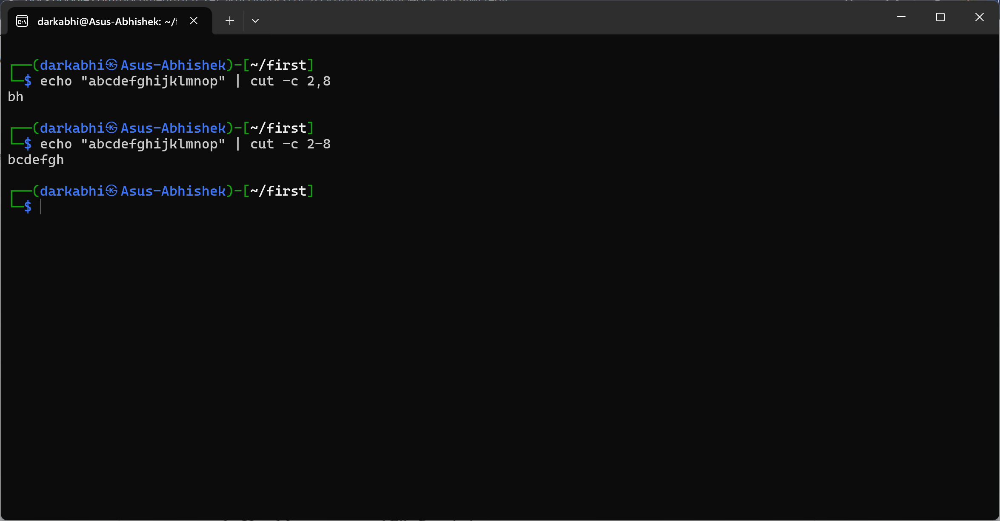 darkabhi@Asus-Abhishek: ~/f
┌──(darkabhi㉿Asus-Abhishek)-[~/first]
└─$ echo "abcdefghijklmnop" | cut -c 2,8
bh
┌──(darkabhi㉿Asus-Abhishek)-[~/first]
└─$ echo "abcdefghijklmnop" | cut -c 2-8
bcdefgh
┌──(darkabhi㉿Asus-Abhishek)-[~/first]
└─$